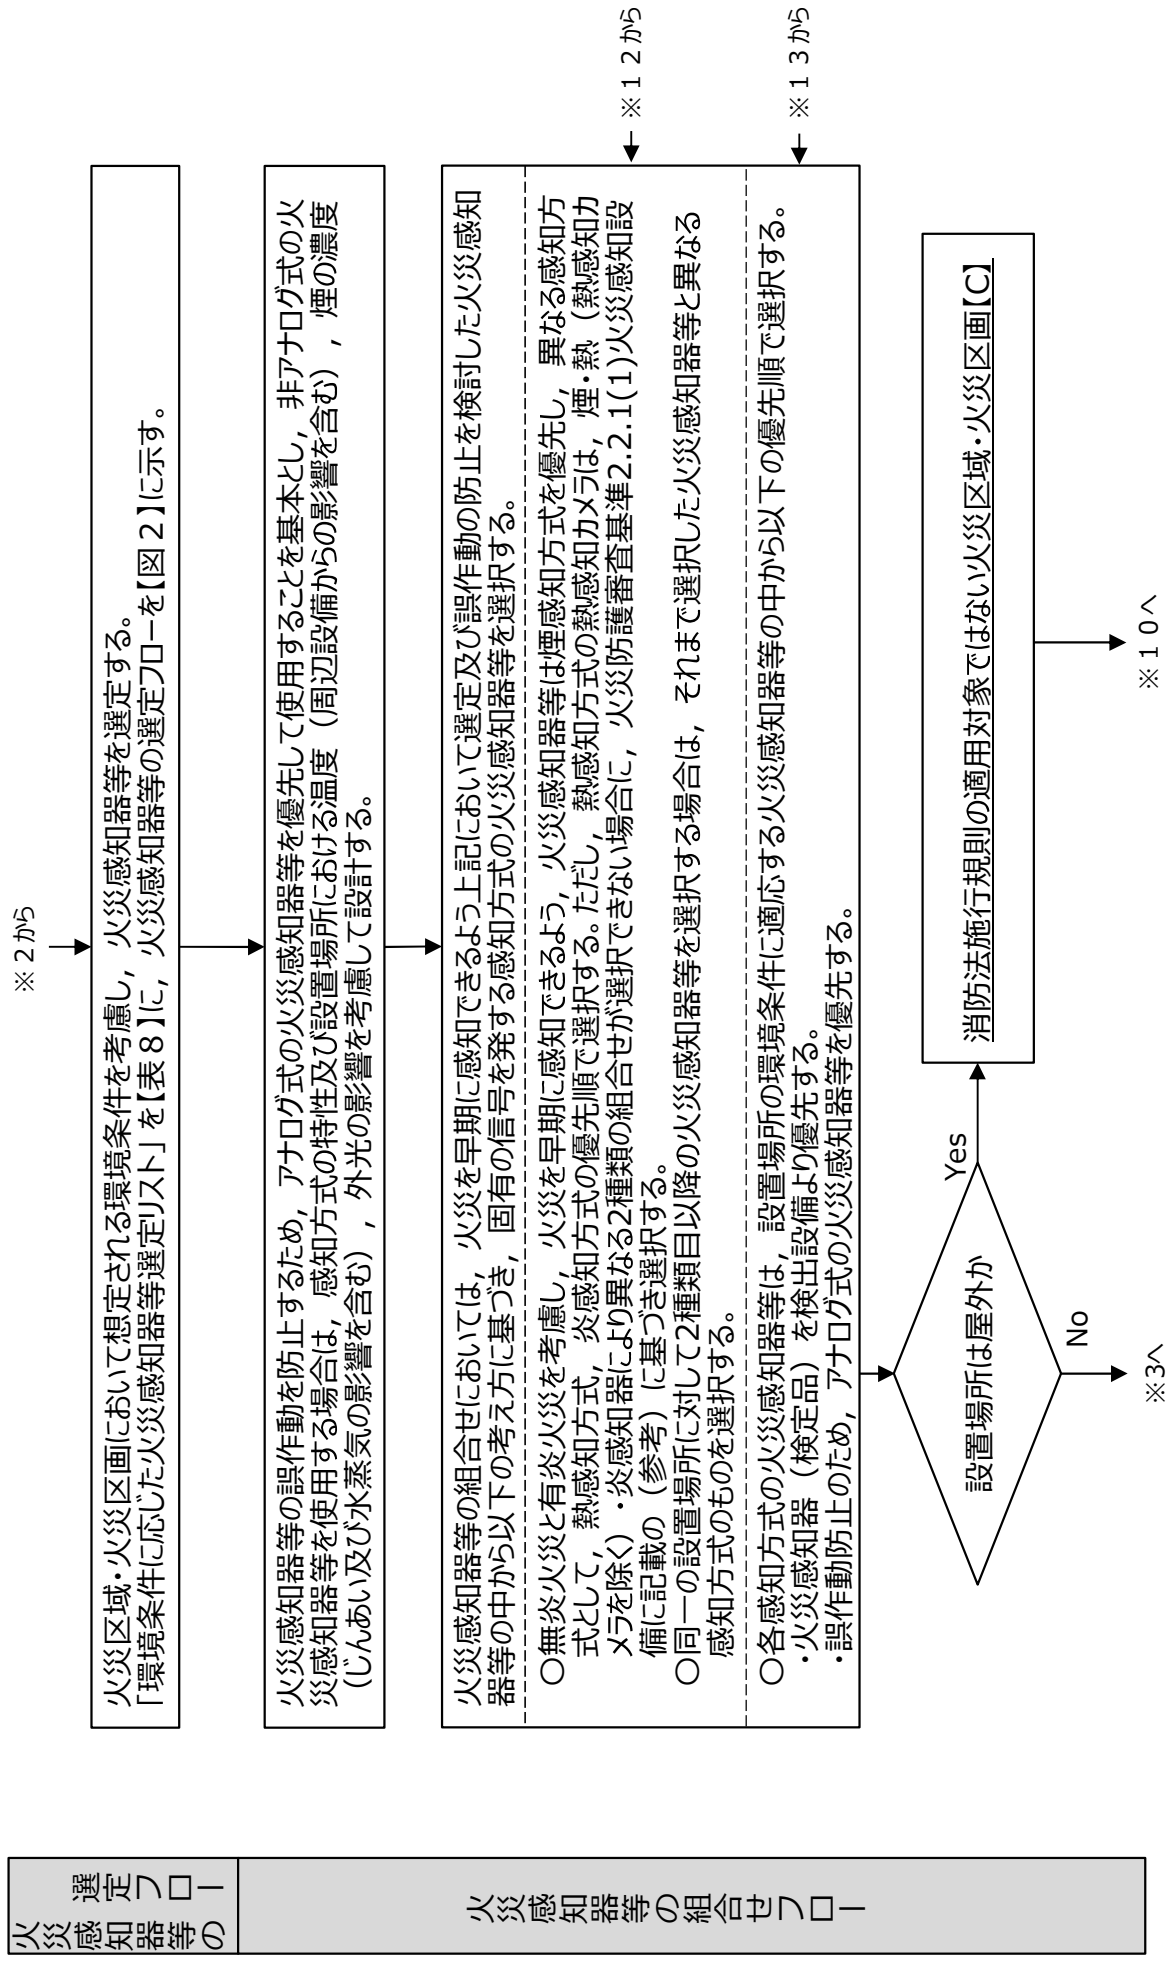 火災感知器等の
選定フロー
火災感知器等の組合せフロー
※2から
火災区域・火災区画において想定される環境条件を考慮し，火災感知器等を選定する。
「環境条件に応じた火災感知器等選定リスト」を【表8】に，火災感知器等の選定フローを【図2】に示す。
火災感知器等の誤作動を防止するため，アナログ式の火災感知器等を優先して使用することを基本とし，非アナログ式の火
災感知器等を使用する場合は，感知方式の特性及び設置場所における温度（周辺設備からの影響を含む），煙の濃度
（じんあい及び水蒸気の影響を含む），外光の影響を考慮して設計する。
火災感知器等の組合せにおいては，火災を早期に感知できるよう上記において選定及び誤作動の防止を検討した火災感知
器等の中から以下の考え方に基づき，固有の信号を発する感知方式の火災感知器等を選択する。
○無炎火災と有炎火災を考慮し，火災を早期に感知できるよう，火災感知器等は煙感知方式を優先し，異なる感知方
式として，熱感知方式，炎感知方式の優先順で選択する。ただし，熱感知方式の熱感知カメラは，煙・熱（熱感知カ
メラを除く）・炎感知器により異なる2種類の組合せが選択できない場合に，火災防護審査基準2.2.1(1)火災感知設
備に記載の（参考）に基づき選択する。
○同一の設置場所に対して2種類目以降の火災感知器等を選択する場合は，それまで選択した火災感知器等と異なる
感知方式のものを選択する。
※12から
○各感知方式の火災感知器等は，設置場所の環境条件に適応する火災感知器等の中から以下の優先順で選択する。
・火災感知器（検定品）を検出設備より優先する。
・誤作動防止のため，アナログ式の火災感知器等を優先する。
※13から
設置場所は屋外か
Yes
No
消防法施行規則の適用対象ではない火災区域・火災区画【C】
※3へ
※10へ